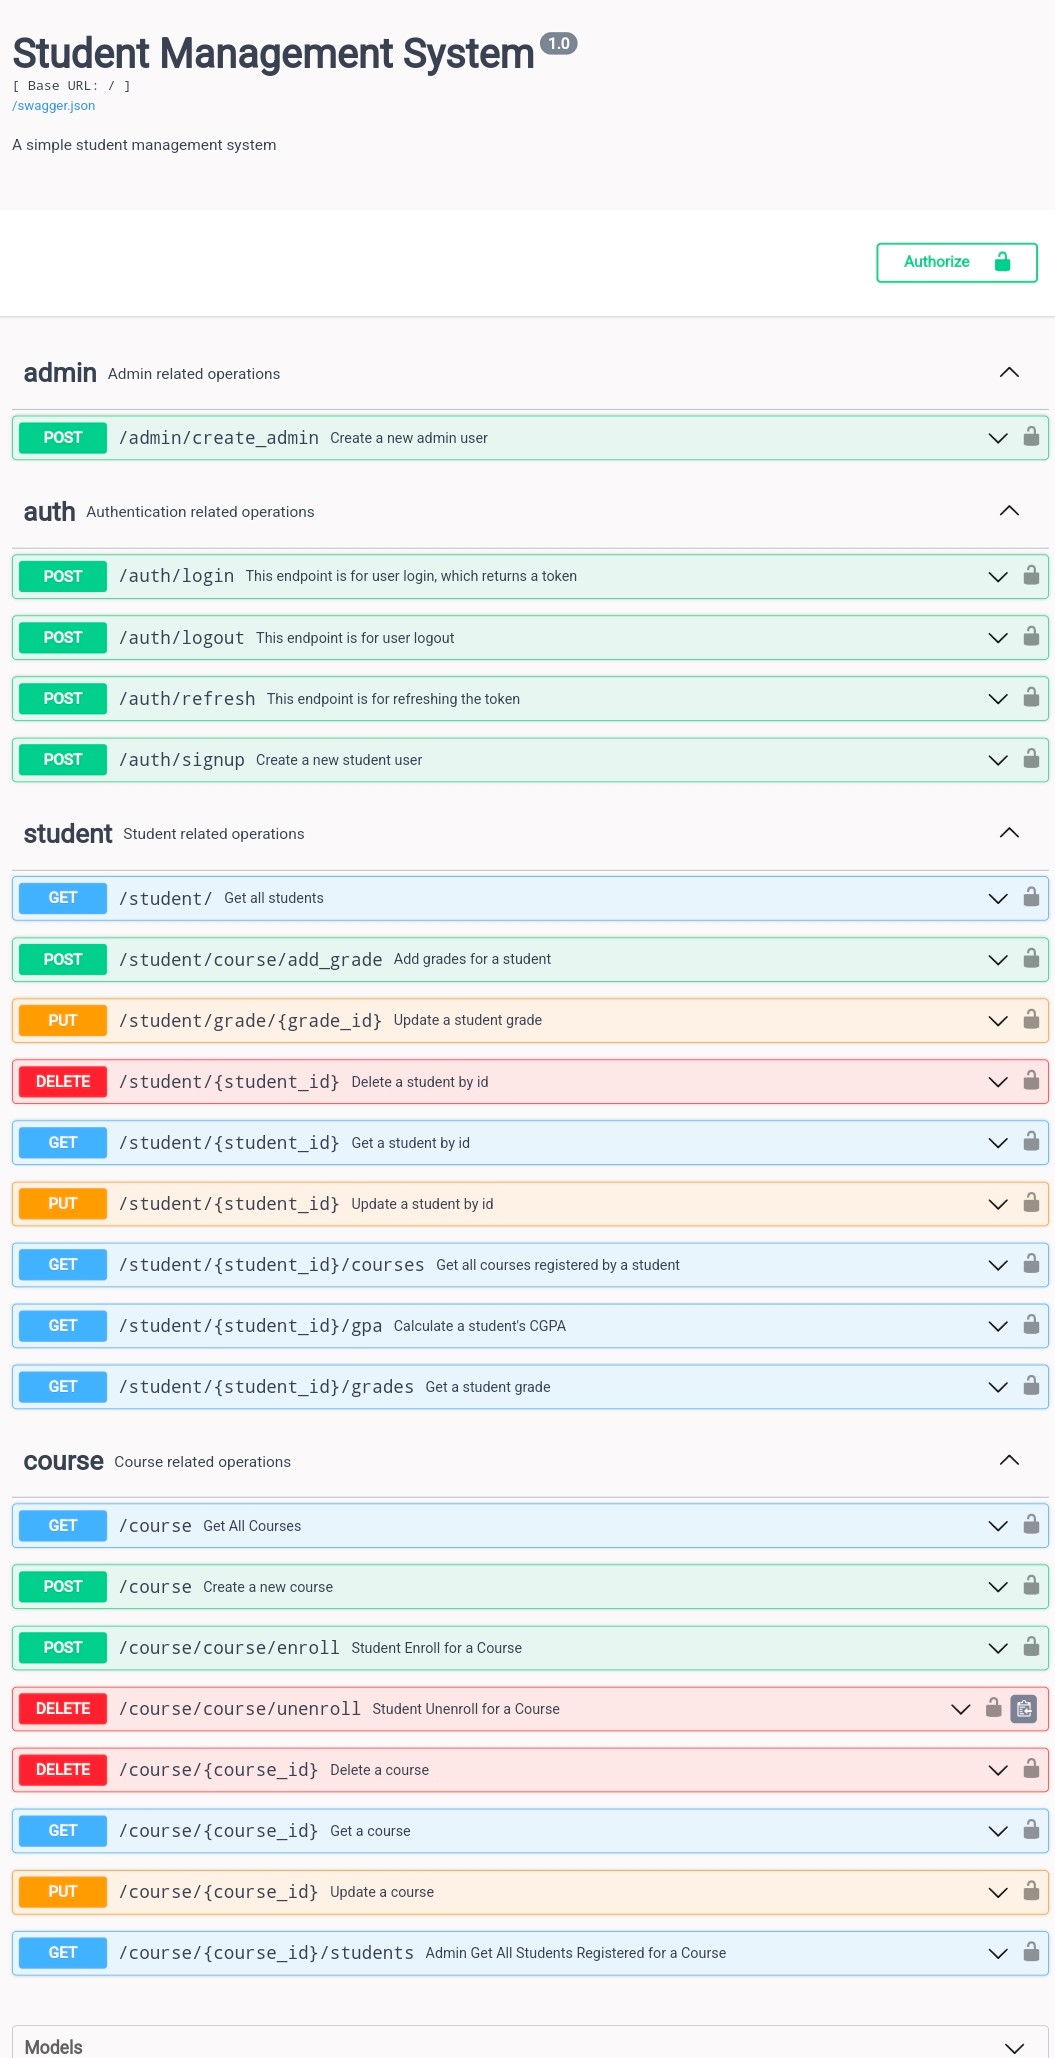 Student Management System 1.0
[ Base URL: / ]
/swagger.json
A simple student management system
Authorize
admin Admin related operations
POST /admin/create_admin Create a new admin user
auth Authentication related operations
POST /auth/login This endpoint is for user login, which returns a token
POST /auth/logout This endpoint is for user logout
POST /auth/refresh This endpoint is for refreshing the token
POST /auth/signup Create a new student user
student Student related operations
GET /student/ Get all students
POST /student/course/add_grade Add grades for a student
PUT /student/grade/{grade_id} Update a student grade
DELETE /student/{student_id} Delete a student by id
GET /student/{student_id} Get a student by id
PUT /student/{student_id} Update a student by id
GET /student/{student_id}/courses Get all courses registered by a student
GET /student/{student_id}/gpa Calculate a student's CGPA
GET /student/{student_id}/grades Get a student grade
course Course related operations
GET /course Get All Courses
POST /course Create a new course
POST /course/course/enroll Student Enroll for a Course
DELETE /course/course/unenroll Student Unenroll for a Course
DELETE /course/{course_id} Delete a course
GET /course/{course_id} Get a course
PUT /course/{course_id} Update a course
GET /course/{course_id}/students Admin Get All Students Registered for a Course
Models